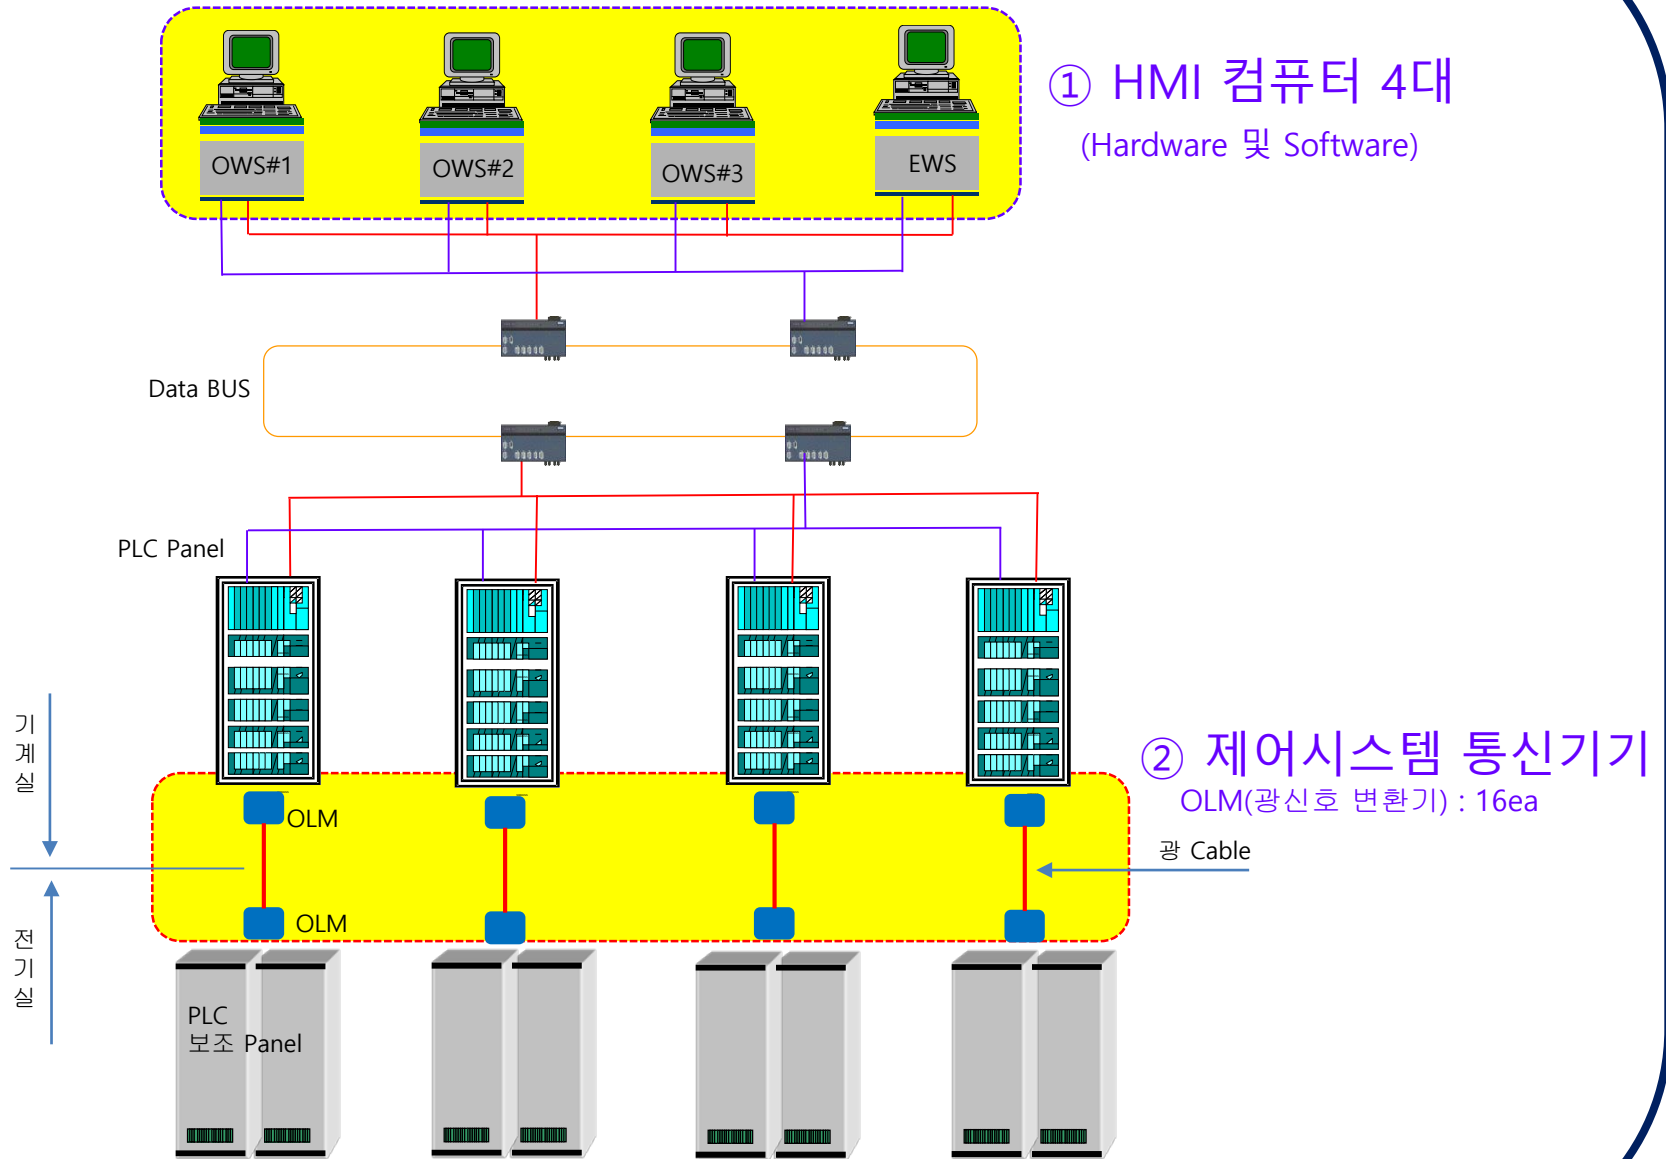 ① HMI 컴퓨터 4대
(Hardware 및 Software)
OWS#1
OWS#2
OWS#3
EWS
Data BUS
PLC Panel
기
계
실
② 제어시스템 통신기기
OLM(광신호 변환기) : 16ea
OLM
광 Cable
OLM
전
기
실
PLC
보조 Panel